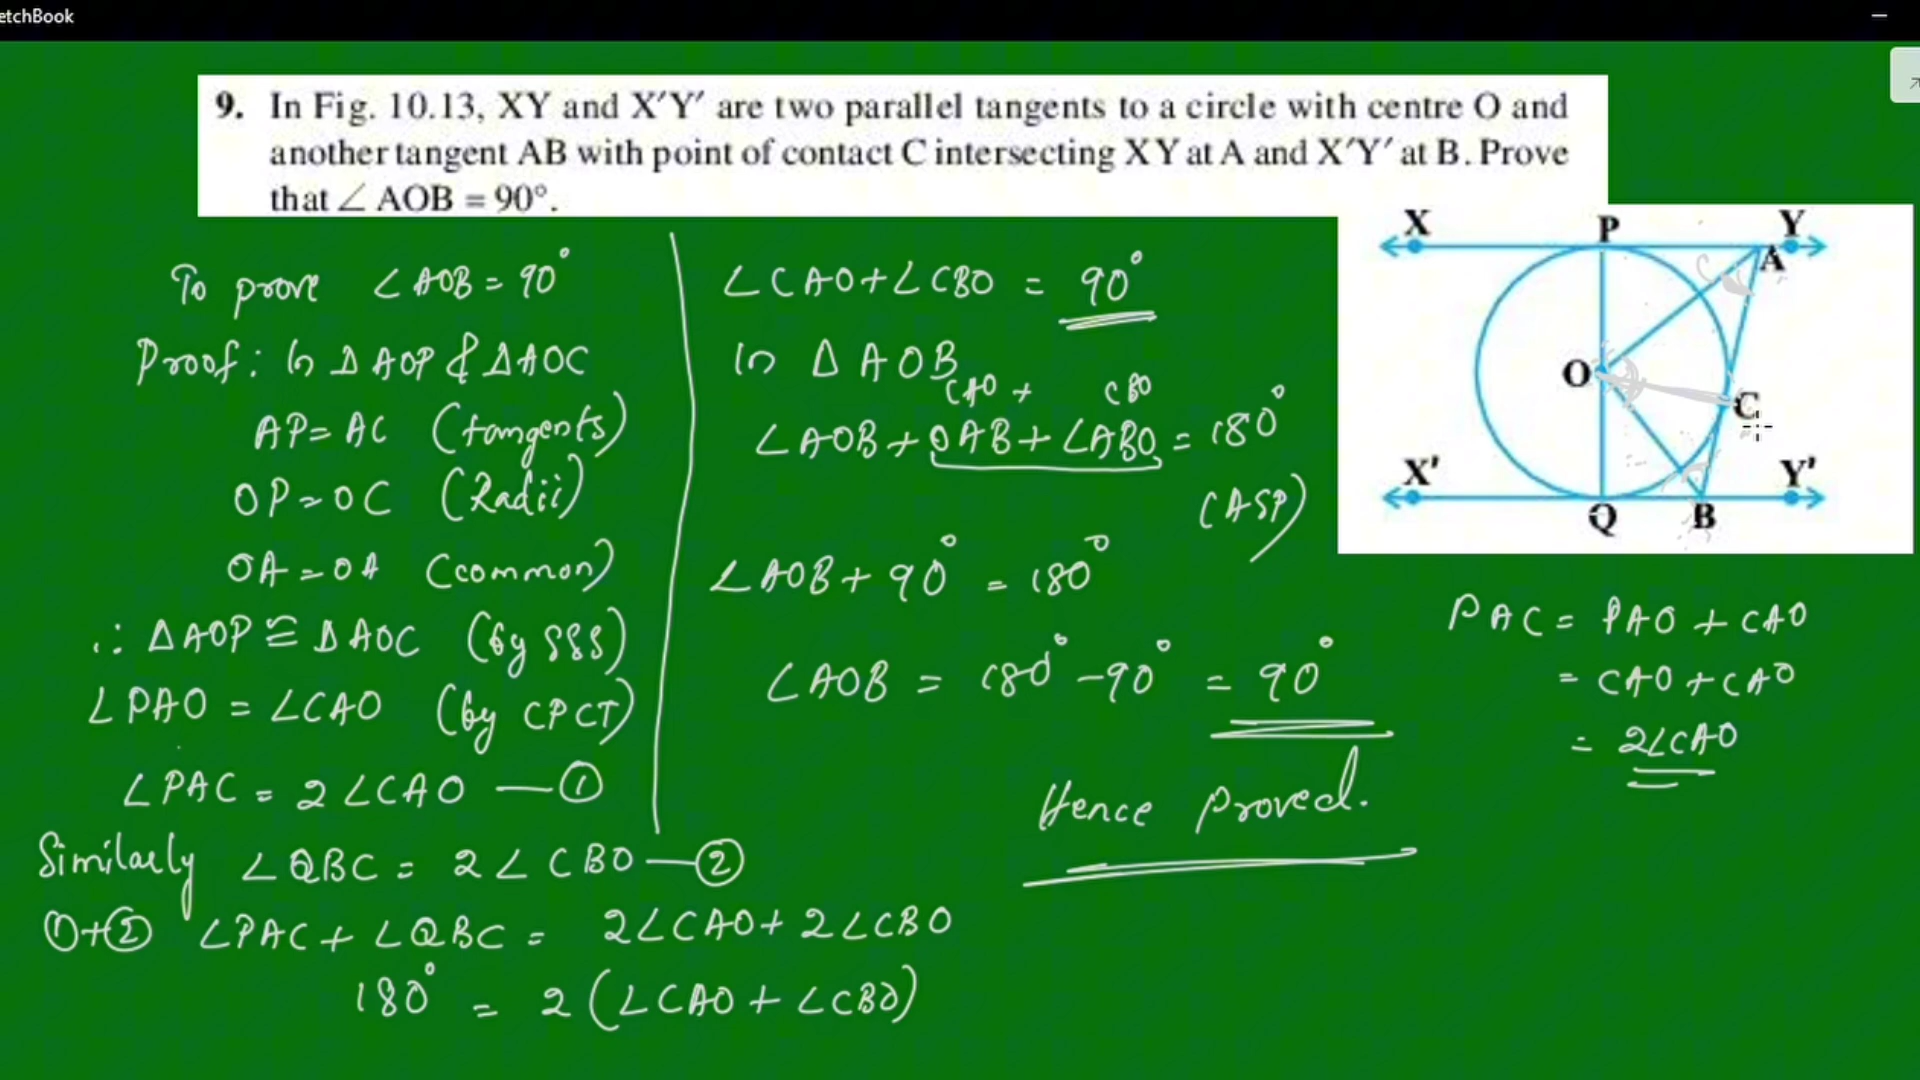 etchBook
9. In Fig. 10.13, XY and X'Y' are two parallel tangents to a circle with centre O and
another tangent AB with point of contact C intersecting XY at A and X'Y' at B. Prove
that ∠ AOB = 90°.
X P Y
A
O
C
X' Y'
Q B
To prove ∠AOB = 90°
Proof: In ΔAOP & ΔAOC
AP = AC (tangents)
OP = OC (Radii)
OA = OA (common)
∴ ΔAOP ≅ ΔAOC (by SSS)
∠PAO = ∠CAO (by CPCT)
∠PAC = 2∠CAO — ①
Similarly ∠QBC = 2∠CBO — ②
①+② ∠PAC + ∠QBC = 2∠CAO + 2∠CBO
180° = 2(∠CAO + ∠CBO)
∠CAO + ∠CBO = 90°
In ΔAOB
CAO + CBO
∠AOB + OAB + ∠ABO = 180°
(ASP)
∠AOB + 90° = 180°
∠AOB = 180° - 90° = 90°
Hence proved.
PAC = PAO + CAO
= CAO + CAO
= 2∠CAO